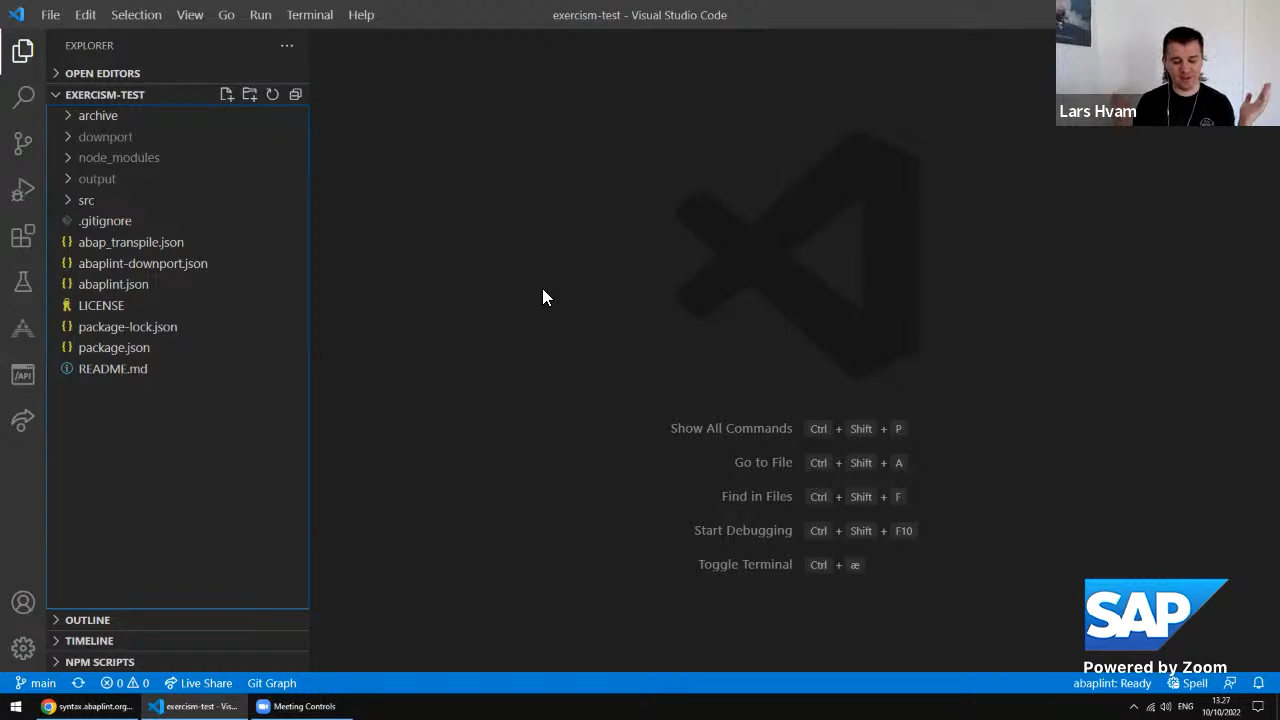 File Edit Selection View Go Run Terminal Help
exercism-test - Visual Studio Code
EXPLORER
OPEN EDITORS
EXERCISM-TEST
archive
downport
node_modules
output
src
.gitignore
abap_transpile.json
abaplint-downport.json
abaplint.json
LICENSE
package-lock.json
package.json
README.md
OUTLINE
TIMELINE
NPM SCRIPTS
/API
Show All Commands Ctrl + Shift + P
Go to File Ctrl + Shift + A
Find in Files Ctrl + Shift + F
Start Debugging Ctrl + Shift + F10
Toggle Terminal Ctrl + æ
Lars Hvam
SAP
Powered by Zoom
main 0 0 Live Share Git Graph abaplint: Ready Spell
syntax.abaplint.org... exercism-test - Vis... Meeting Controls ENG
13.27
10/10/2022